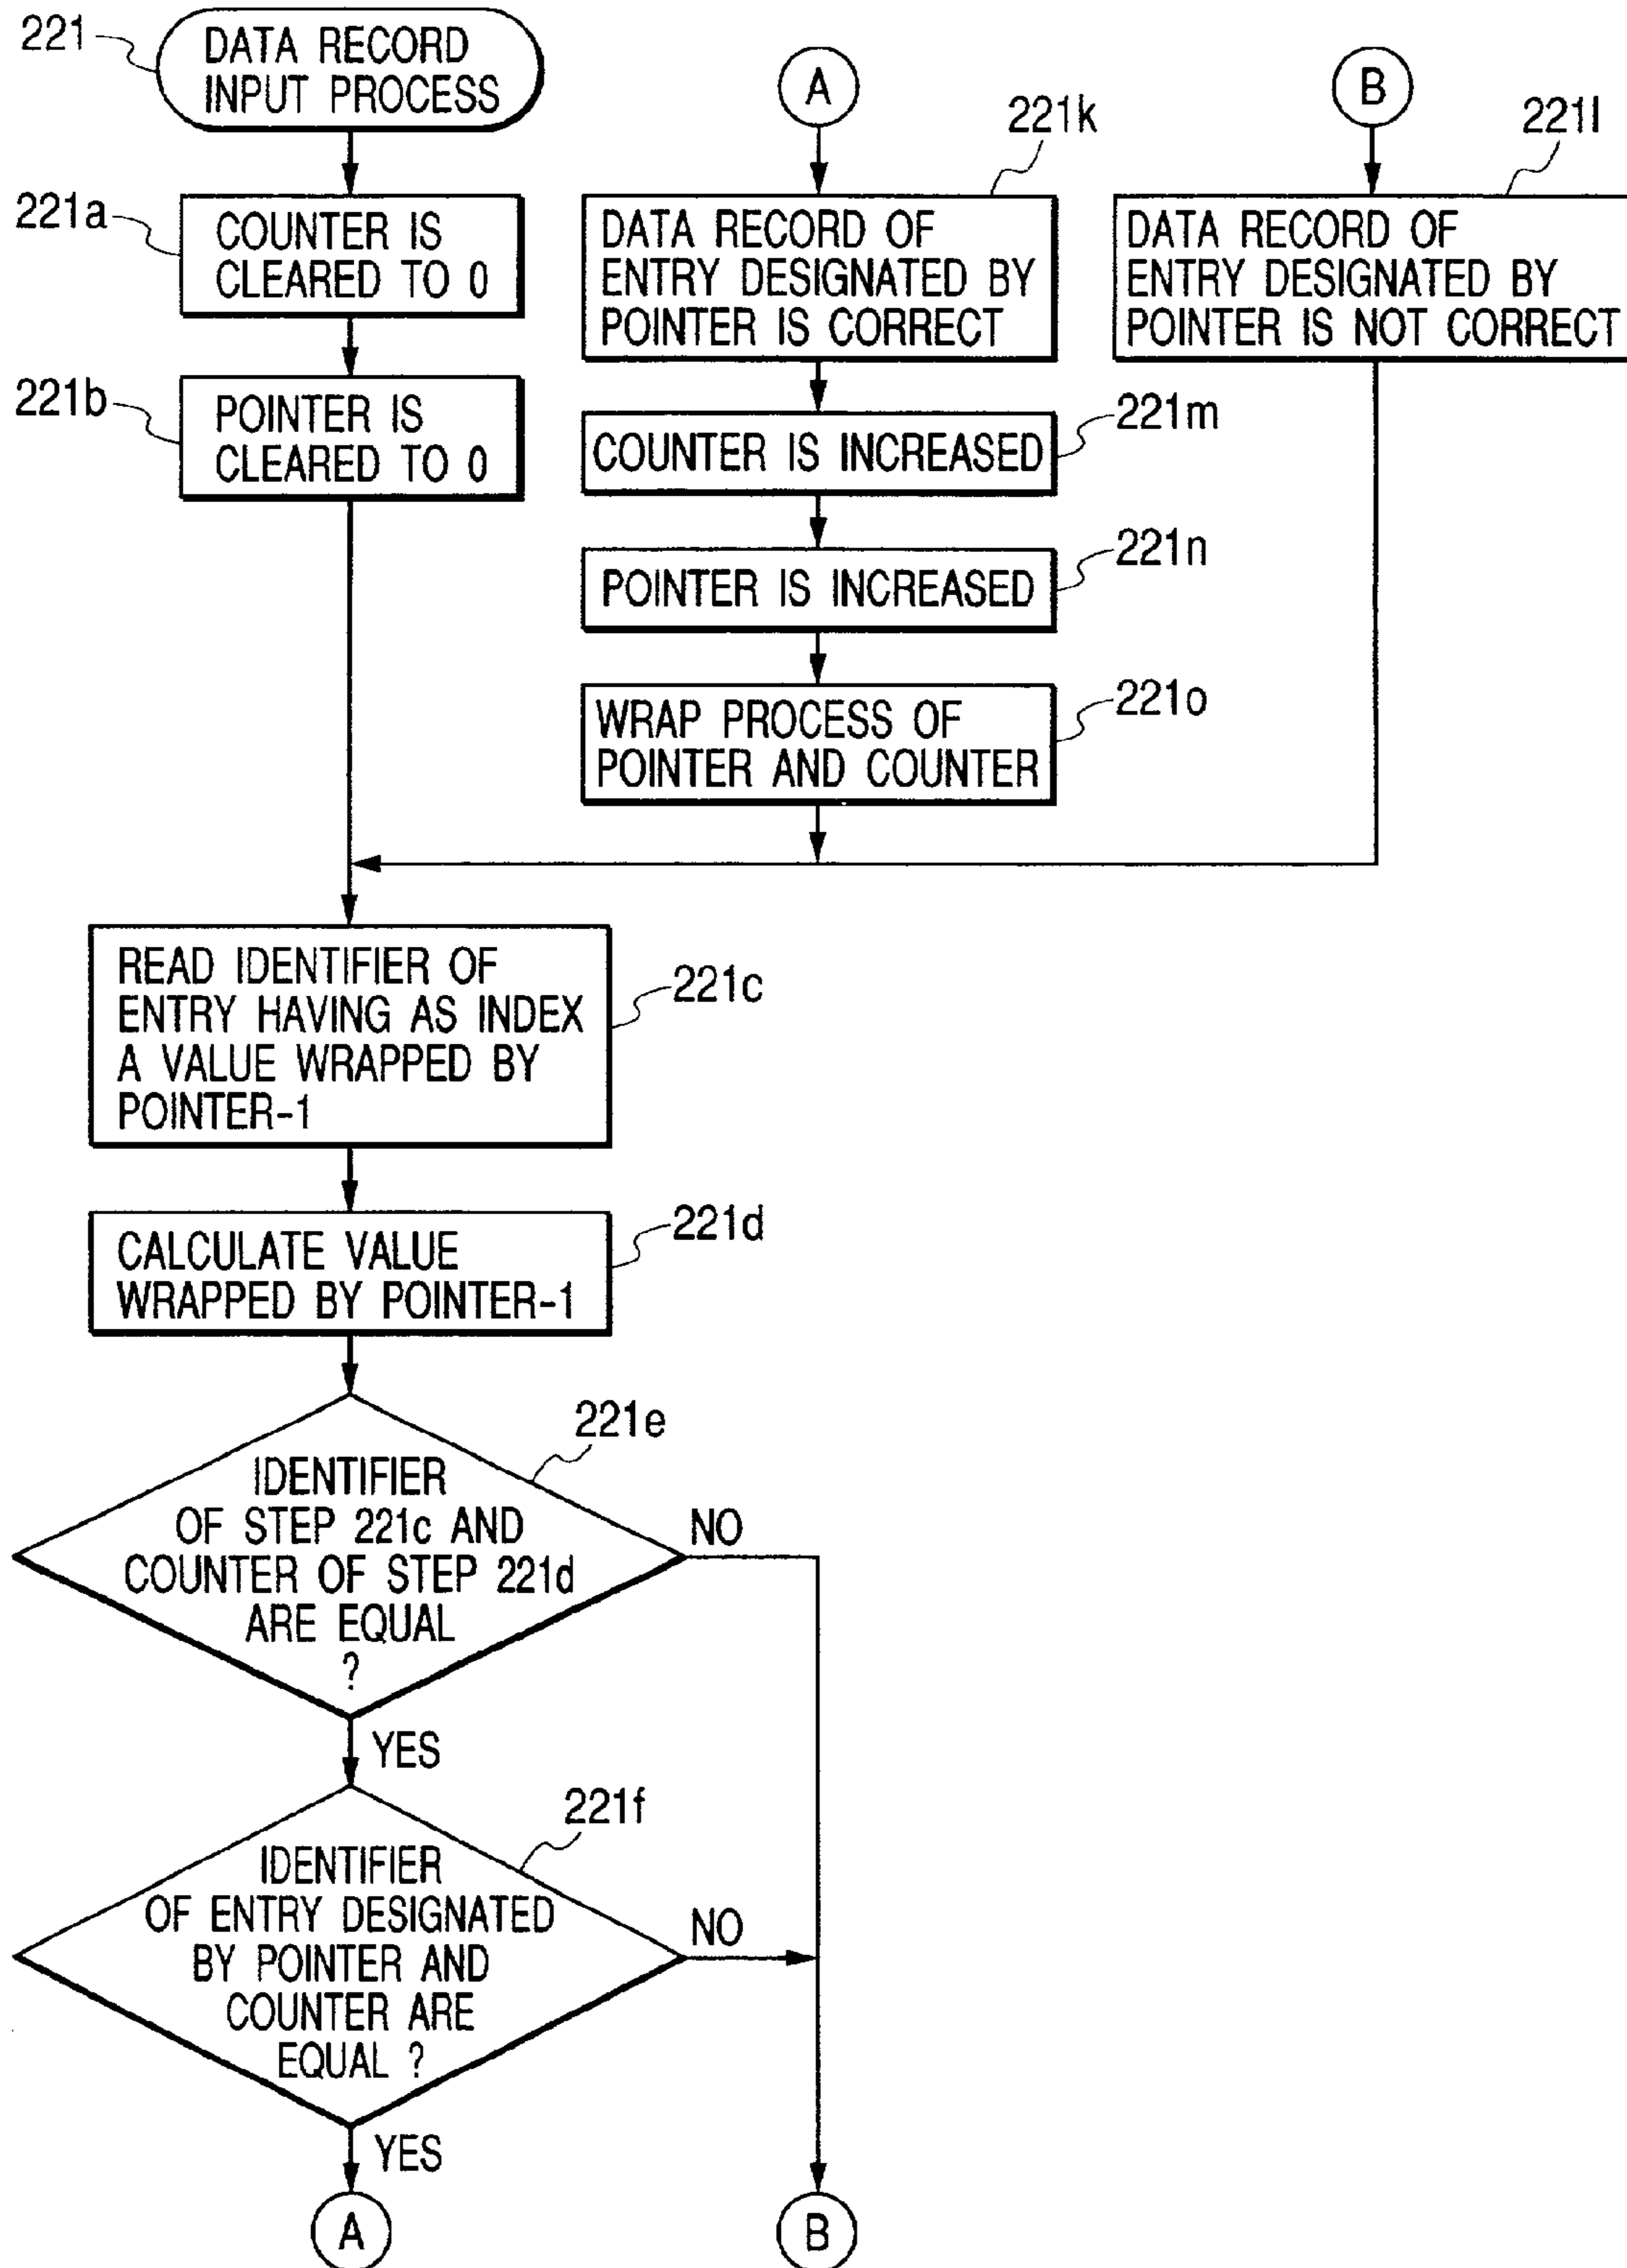 221
DATA RECORD
INPUT PROCESS
221a
COUNTER IS
CLEARED TO 0
221b
POINTER IS
CLEARED TO 0
A
221k
DATA RECORD OF
ENTRY DESIGNATED BY
POINTER IS CORRECT
221m
COUNTER IS INCREASED
221n
POINTER IS INCREASED
221o
WRAP PROCESS OF
POINTER AND COUNTER
B
221l
DATA RECORD OF
ENTRY DESIGNATED BY
POINTER IS NOT CORRECT
READ IDENTIFIER OF
ENTRY HAVING AS INDEX
A VALUE WRAPPED BY
POINTER-1
221c
CALCULATE VALUE
WRAPPED BY POINTER-1
221d
221e
IDENTIFIER
OF STEP 221c AND
COUNTER OF STEP 221d
ARE EQUAL
?
NO
YES
221f
IDENTIFIER
OF ENTRY DESIGNATED
BY POINTER AND
COUNTER ARE
EQUAL ?
NO
YES
A
B